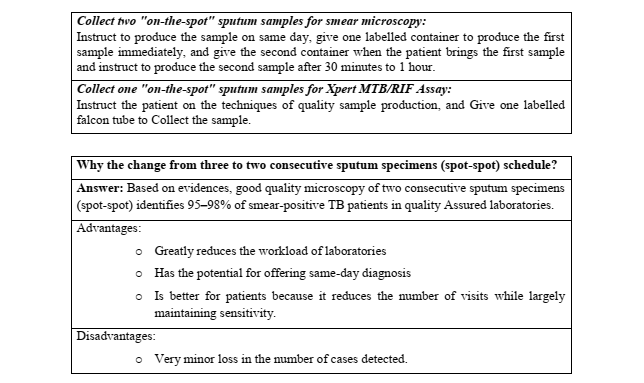 Collect two "on-the-spot" sputum samples for smear microscopy:
Instruct to produce the sample on same day, give one labelled container to produce the first
sample immediately, and give the second container when the patient brings the first sample
and instruct to produce the second sample after 30 minutes to 1 hour.
Collect one "on-the-spot" sputum samples for Xpert MTB/RIF Assay:
Instruct the patient on the techniques of quality sample production, and Give one labelled
falcon tube to Collect the sample.
Why the change from three to two consecutive sputum specimens (spot-spot) schedule?
Answer: Based on evidences, good quality microscopy of two consecutive sputum specimens
(spot-spot) identifies 95–98% of smear-positive TB patients in quality Assured laboratories.
Advantages:
o Greatly reduces the workload of laboratories
o Has the potential for offering same-day diagnosis
o Is better for patients because it reduces the number of visits while largely
maintaining sensitivity.
Disadvantages:
o Very minor loss in the number of cases detected.